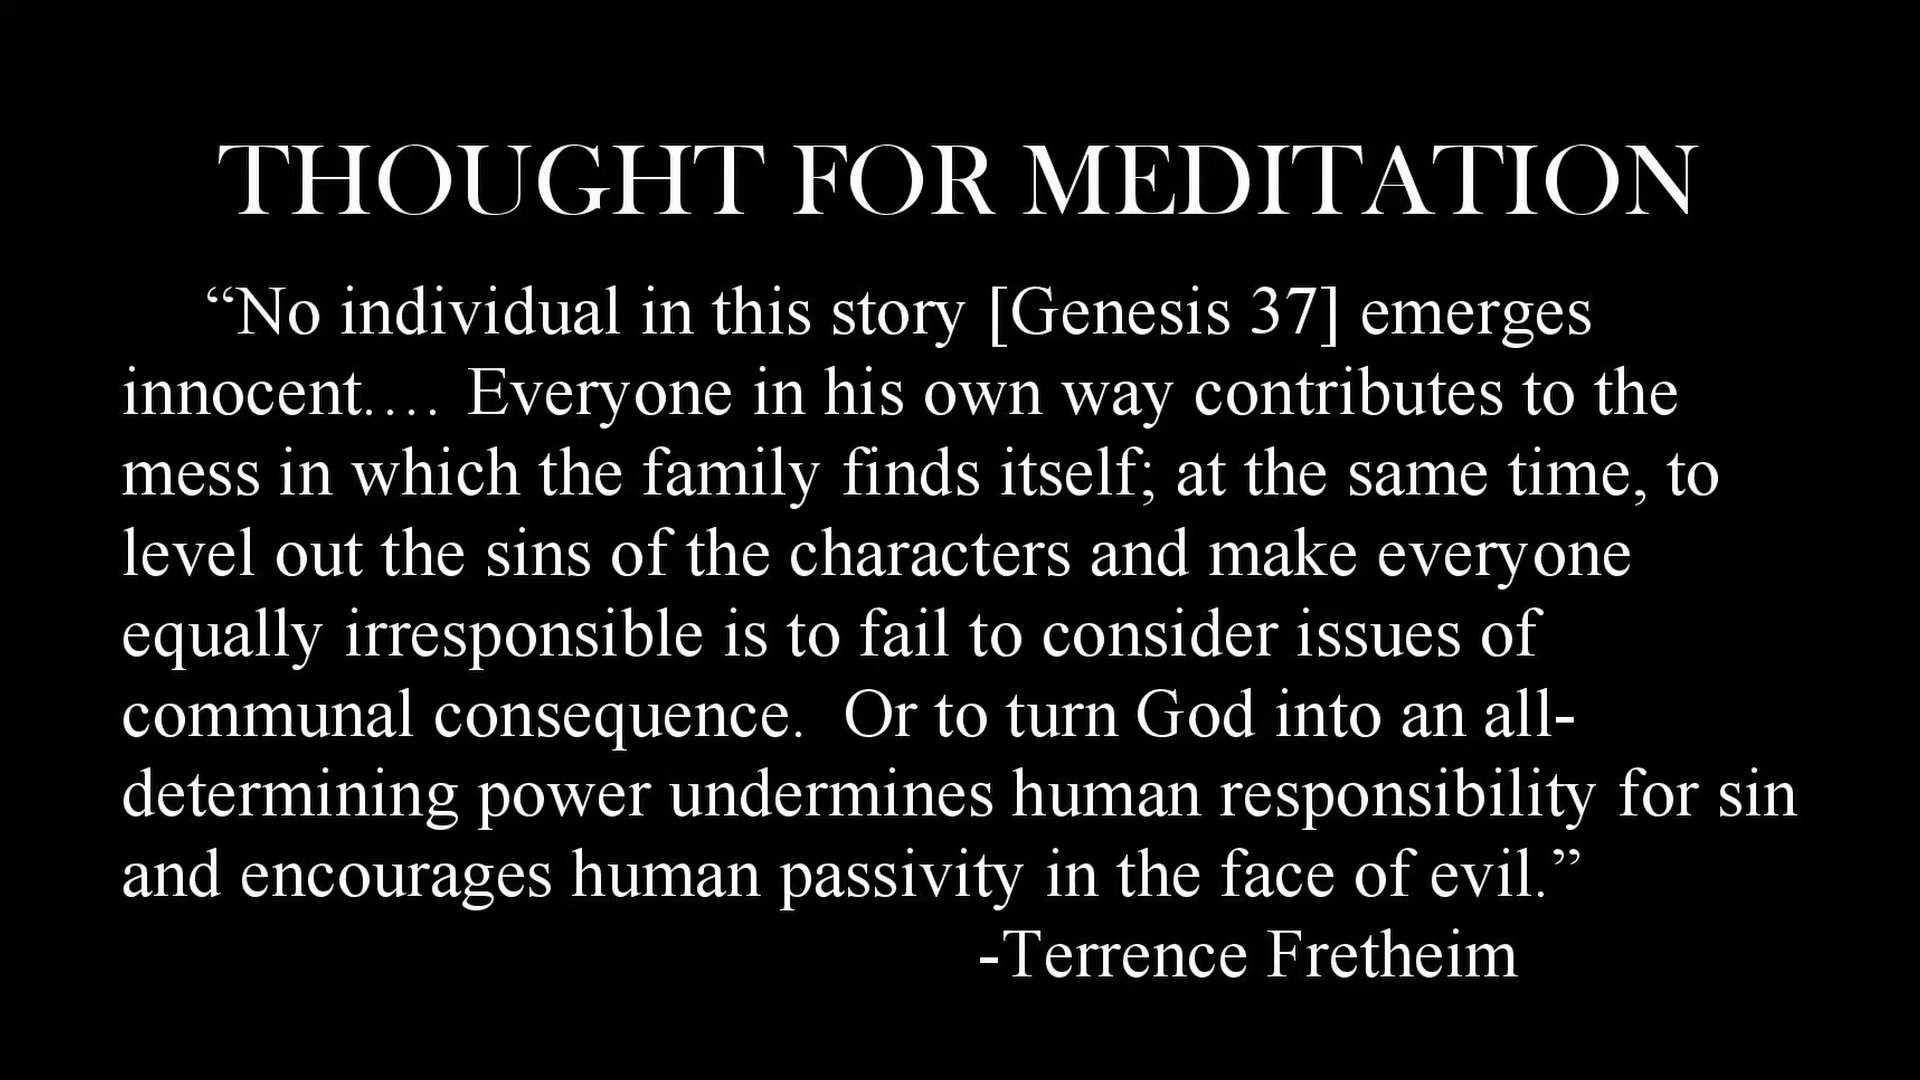 THOUGHT FOR MEDITATION
“No individual in this story [Genesis 37] emerges
innocent…. Everyone in his own way contributes to the
mess in which the family finds itself; at the same time, to
level out the sins of the characters and make everyone
equally irresponsible is to fail to consider issues of
communal consequence.  Or to turn God into an all-
determining power undermines human responsibility for sin
and encourages human passivity in the face of evil.”
-Terrence Fretheim